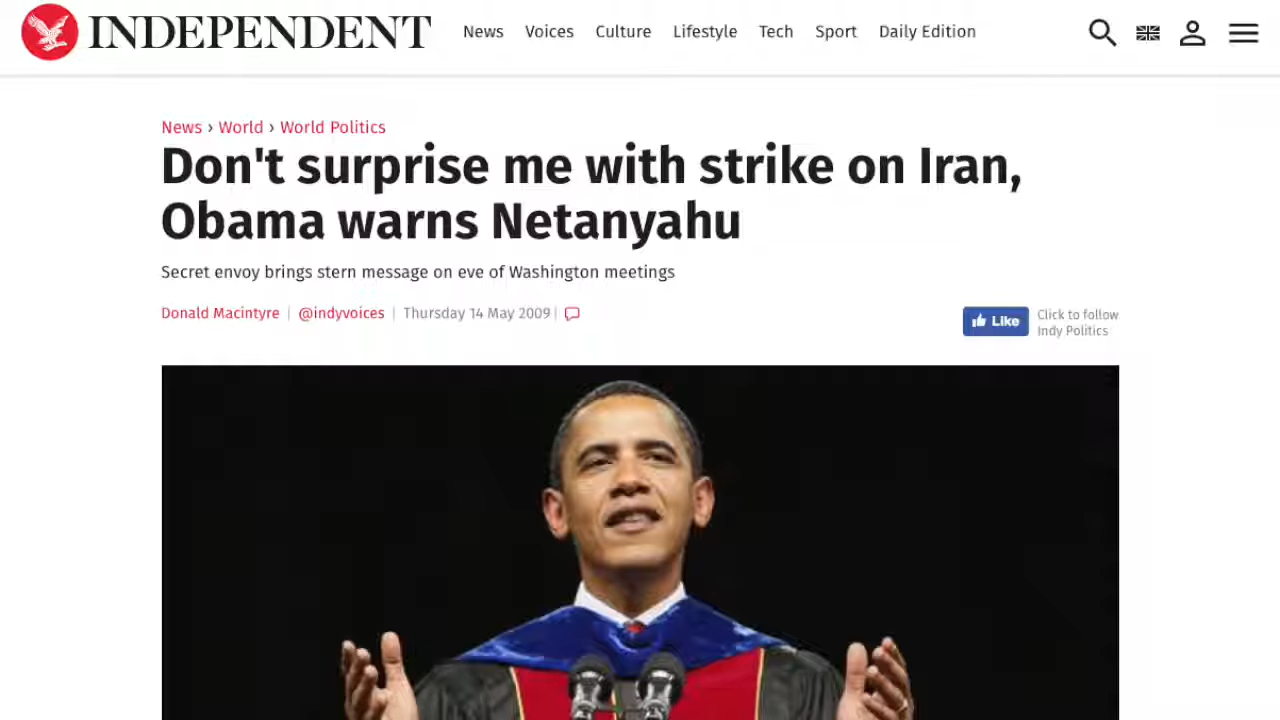 INDEPENDENT News Voices Culture Lifestyle Tech Sport Daily Edition
News › World › World Politics
Don't surprise me with strike on Iran,
Obama warns Netanyahu
Secret envoy brings stern message on eve of Washington meetings
Donald Macintyre | @indyvoices | Thursday 14 May 2009 |
Like Click to follow
Indy Politics